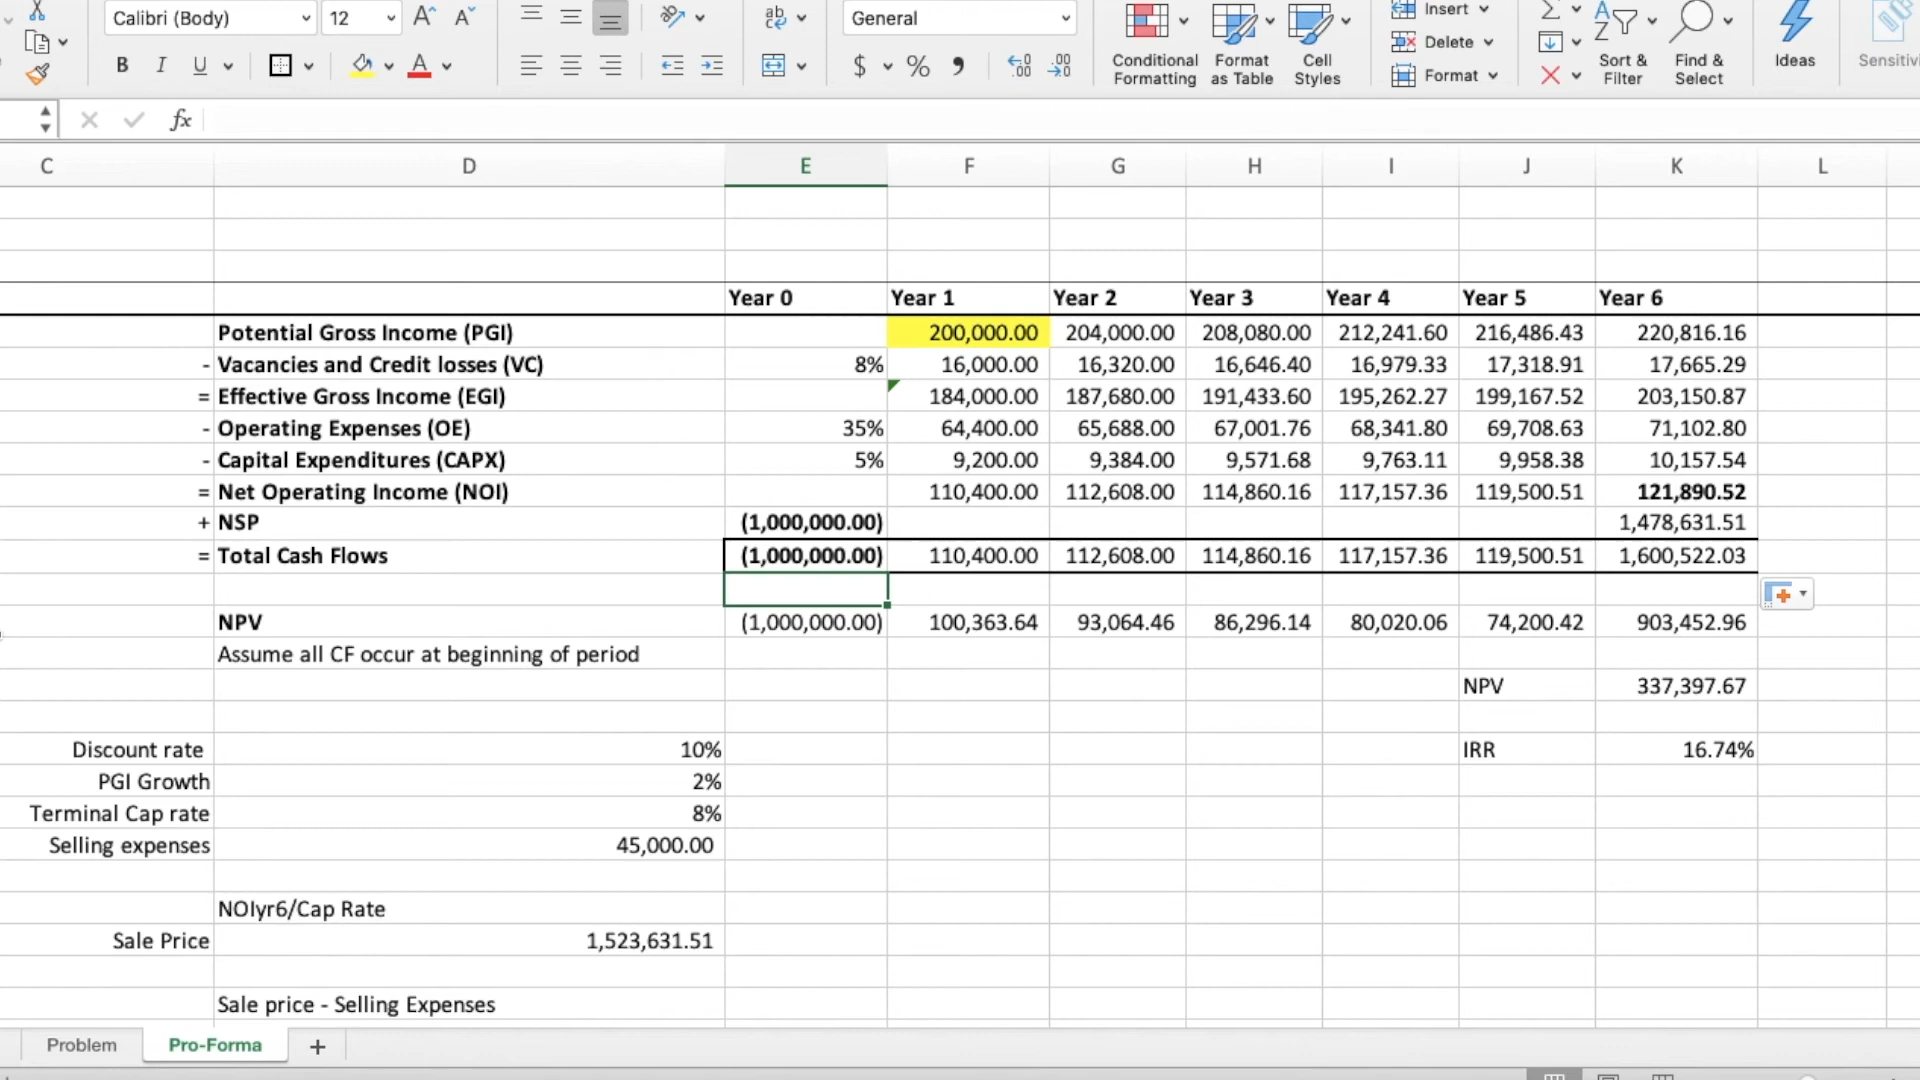 Calibri (Body) 12 A A ab General Insert
Delete
B I U A $ % Conditional Formatting Format as Table Cell Styles Format Sort & Filter Find & Select Ideas
fx
C D E F G H I J K L
Year 0 Year 1 Year 2 Year 3 Year 4 Year 5 Year 6
Potential Gross Income (PGI) 200,000.00 204,000.00 208,080.00 212,241.60 216,486.43 220,816.16
- Vacancies and Credit losses (VC) 8% 16,000.00 16,320.00 16,646.40 16,979.33 17,318.91 17,665.29
= Effective Gross Income (EGI) 184,000.00 187,680.00 191,433.60 195,262.27 199,167.52 203,150.87
- Operating Expenses (OE) 35% 64,400.00 65,688.00 67,001.76 68,341.80 69,708.63 71,102.80
- Capital Expenditures (CAPX) 5% 9,200.00 9,384.00 9,571.68 9,763.11 9,958.38 10,157.54
= Net Operating Income (NOI) 110,400.00 112,608.00 114,860.16 117,157.36 119,500.51 121,890.52
+ NSP (1,000,000.00) 1,478,631.51
= Total Cash Flows (1,000,000.00) 110,400.00 112,608.00 114,860.16 117,157.36 119,500.51 1,600,522.03
NPV (1,000,000.00) 100,363.64 93,064.46 86,296.14 80,020.06 74,200.42 903,452.96
Assume all CF occur at beginning of period
NPV 337,397.67
Discount rate 10% IRR 16.74%
PGI Growth 2%
Terminal Cap rate 8%
Selling expenses 45,000.00
NOIyr6/Cap Rate
Sale Price 1,523,631.51
Sale price - Selling Expenses
Problem Pro-Forma +